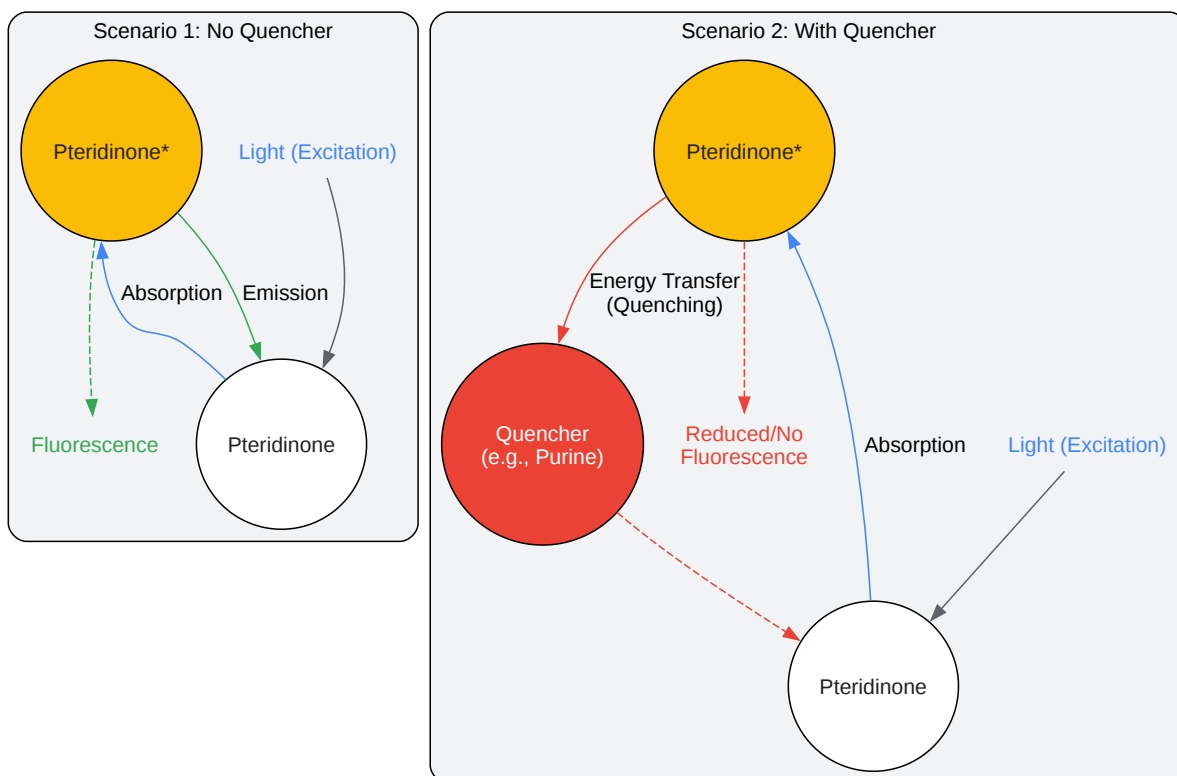 Scenario 1: No Quencher
Pteridinone*
Light (Excitation)
Absorption
Emission
Fluorescence
Pteridinone
Scenario 2: With Quencher
Pteridinone*
Energy Transfer
(Quenching)
Quencher
(e.g., Purine)
Reduced/No
Fluorescence
Absorption
Light (Excitation)
Pteridinone